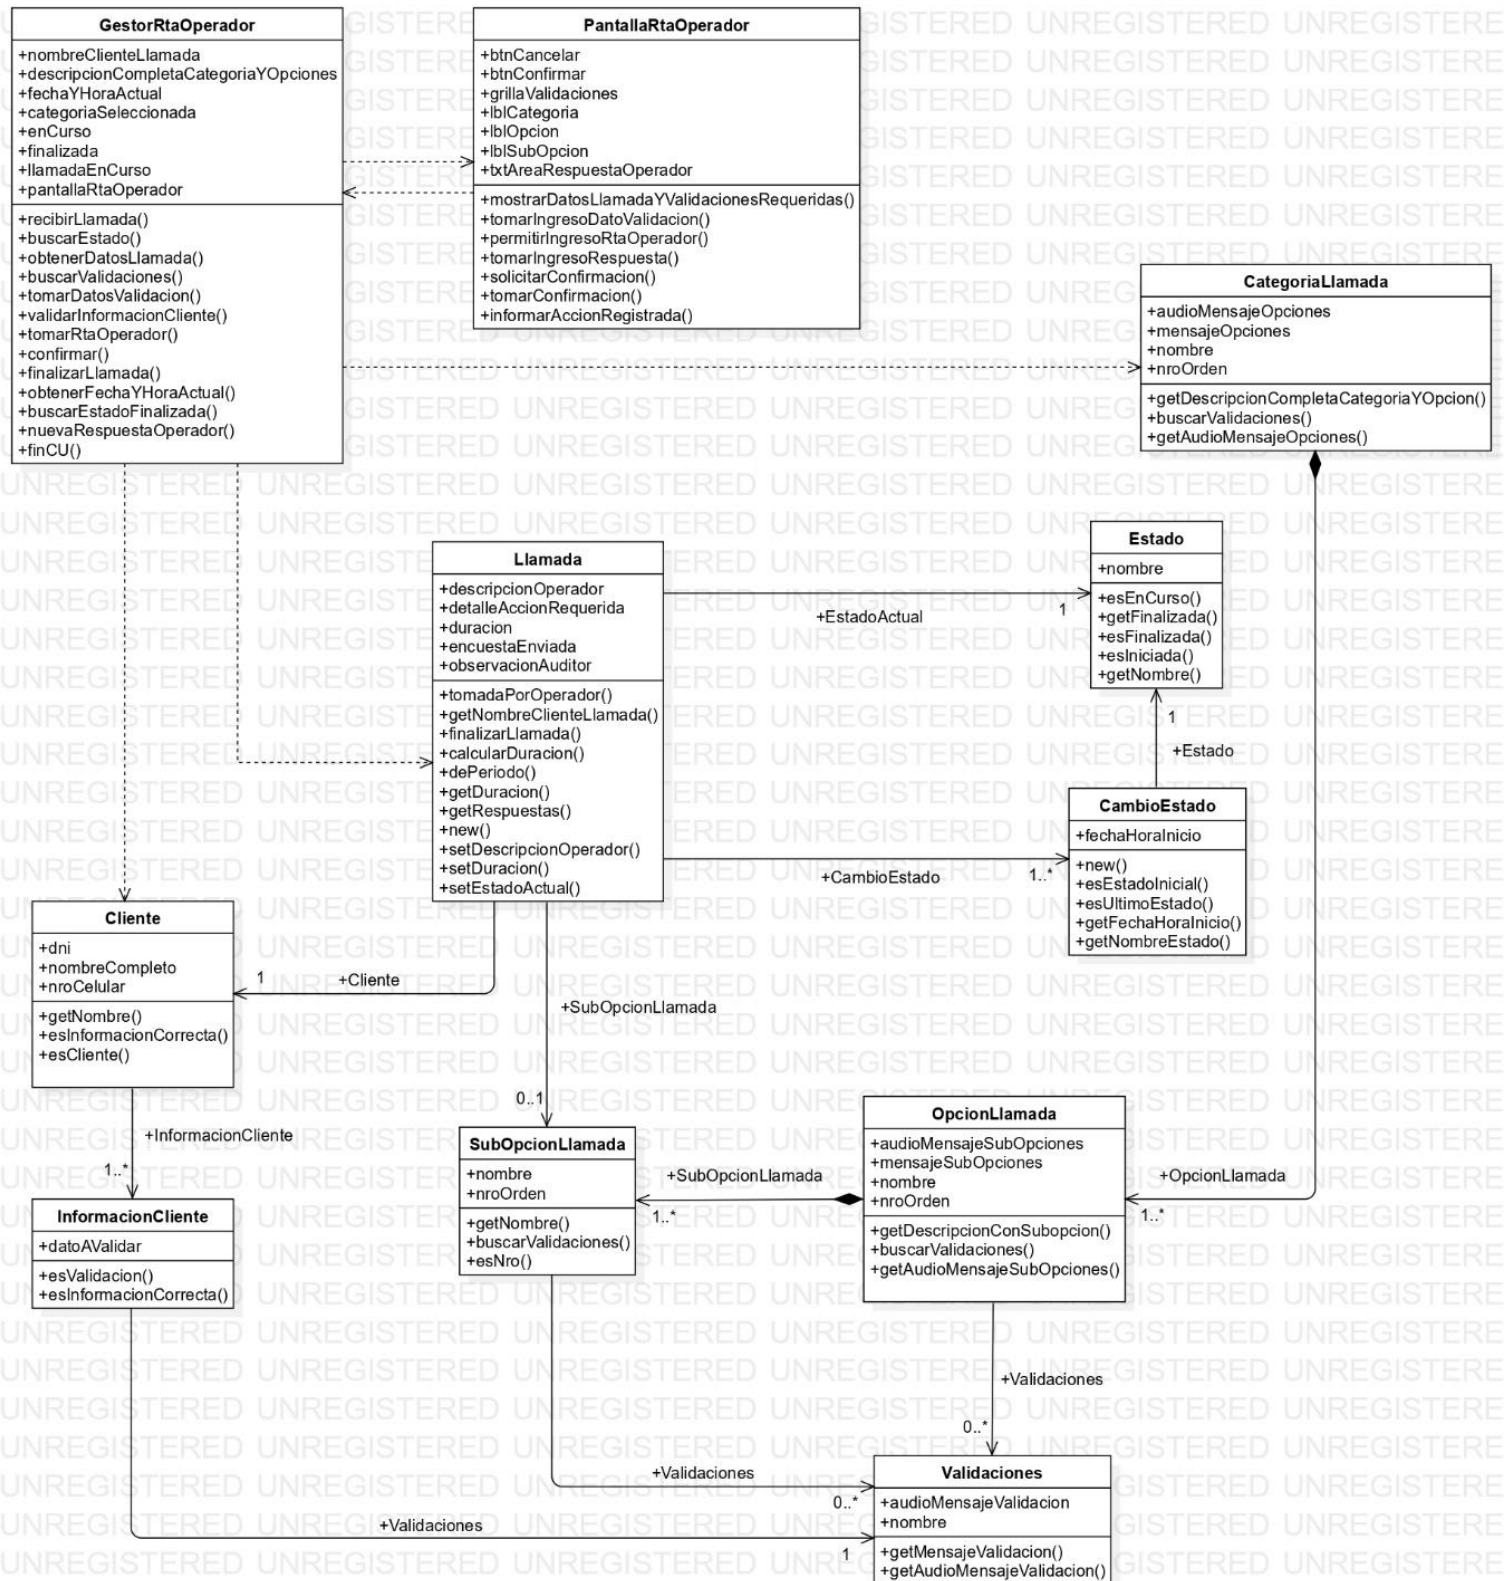 GestorRtaOperador
+nombreClienteLlamada
+descripcionCompletaCategoriaYOpciones
+fechaYHoraActual
+categoriaSeleccionada
+enCurso
+finalizada
+llamadaEnCurso
+pantallaRtaOperador
+recibirLlamada()
+buscarEstado()
+obtenerDatosLlamada()
+buscarValidaciones()
+tomarDatosValidacion()
+validarInformacionCliente()
+tomarRtaOperador()
+confirmar()
+finalizarLlamada()
+obtenerFechaYHoraActual()
+buscarEstadoFinalizada()
+nuevaRespuestaOperador()
+finCU()
PantallaRtaOperador
+btnCancelar
+btnConfirmar
+grillaValidaciones
+lblCategoria
+lblOpcion
+lblSubOpcion
+txtAreaRespuestaOperador
+mostrarDatosLlamadaYValidacionesRequeridas()
+tomarIngresoDatoValidacion()
+permitirIngresoRtaOperador()
+tomarIngresoRespuesta()
+solicitarConfirmacion()
+tomarConfirmacion()
+informarAccionRegistrada()
CategoriaLlamada
+audioMensajeOpciones
+mensajeOpciones
+nombre
+nroOrden
+getDescripcionCompletaCategoriaYOpcion()
+buscarValidaciones()
+getAudioMensajeOpciones()
Llamada
+descripcionOperador
+detalleAccionRequerida
+duracion
+encuestaEnviada
+observacionAuditor
+tomadaPorOperador()
+getNombreClienteLlamada()
+finalizarLlamada()
+calcularDuracion()
+dePeriodo()
+getDuracion()
+getRespuestas()
+new()
+setDescripcionOperador()
+setDuracion()
+setEstadoActual()
+EstadoActual
1
Estado
+nombre
+esEnCurso()
+getFinalizada()
+esFinalizada()
+esIniciada()
+getNombre()
1
+Estado
CambioEstado
+fechaHoraInicio
+new()
+esEstadoInicial()
+esUltimoEstado()
+getFechaHoraInicio()
+getNombreEstado()
+CambioEstado
1..*
Cliente
+dni
+nombreCompleto
+nroCelular
+getNombre()
+esInformacionCorrecta()
+esCliente()
1
+Cliente
+SubOpcionLlamada
0..1
+InformacionCliente
1..*
InformacionCliente
+datoAValidar
+esValidacion()
+esInformacionCorrecta()
SubOpcionLlamada
+nombre
+nroOrden
+getNombre()
+buscarValidaciones()
+esNro()
+SubOpcionLlamada
1..*
OpcionLlamada
+audioMensajeSubOpciones
+mensajeSubOpciones
+nombre
+nroOrden
+getDescripcionConSubopcion()
+buscarValidaciones()
+getAudioMensajeSubOpciones()
+OpcionLlamada
1..*
+Validaciones
0..*
+Validaciones
0..*
+Validaciones
1
Validaciones
+audioMensajeValidacion
+nombre
+getMensajeValidacion()
+getAudioMensajeValidacion()
UNREGISTERED